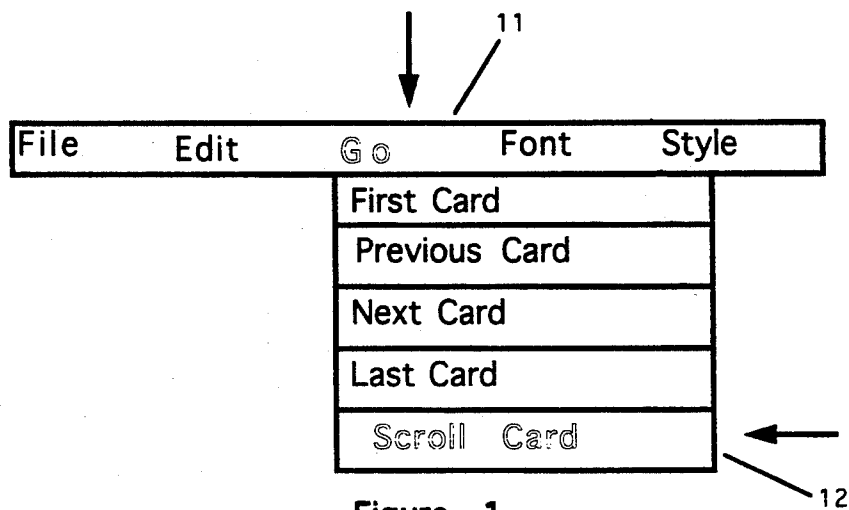 11
File Edit Go Font Style
First Card
Previous Card
Next Card
Last Card
Scroll Card
12
Figure 1